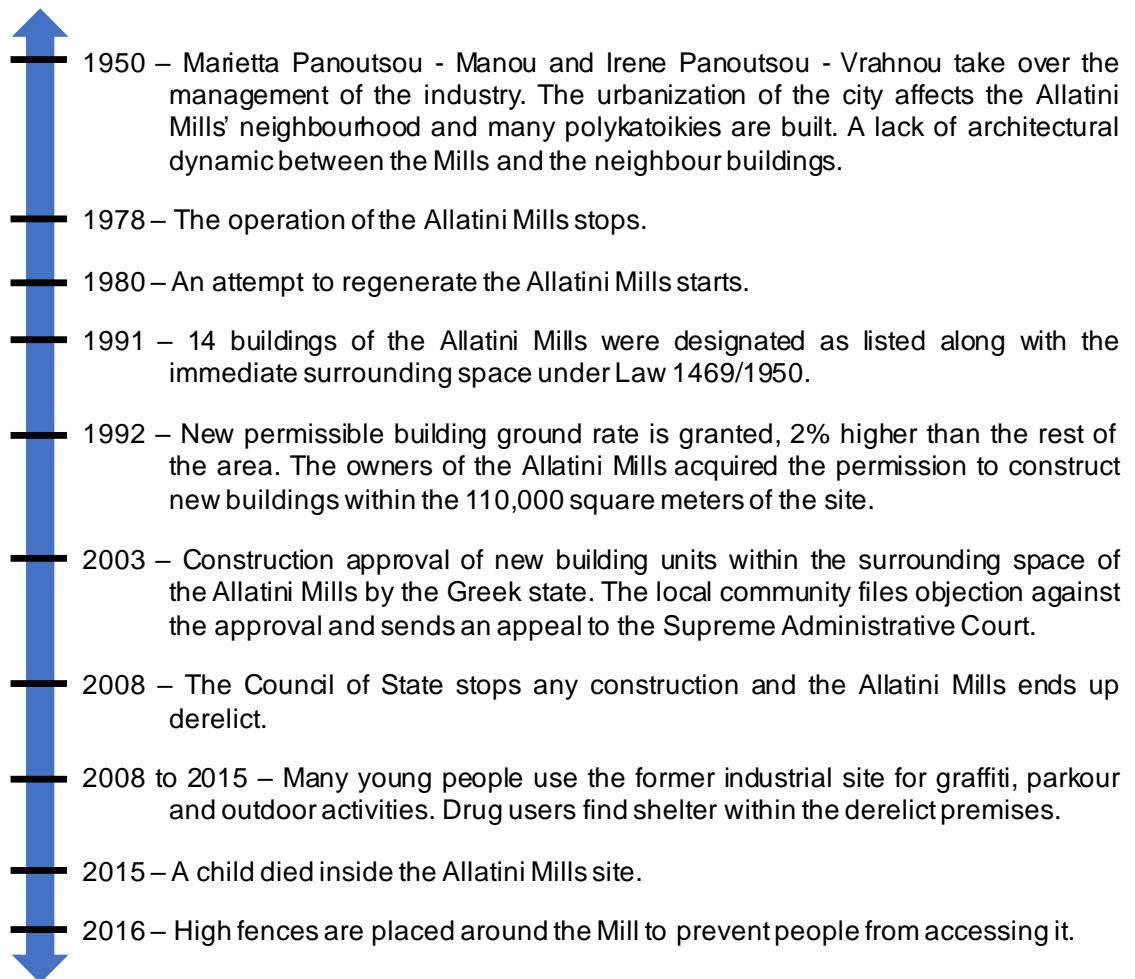 1950 – Marietta Panoutsou - Manou and Irene Panoutsou - Vrahnou take over the
management of the industry. The urbanization of the city affects the Allatini
Mills’ neighbourhood and many polykatoikies are built. A lack of architectural
dynamic between the Mills and the neighbour buildings.
1978 – The operation of the Allatini Mills stops.
1980 – An attempt to regenerate the Allatini Mills starts.
1991 – 14 buildings of the Allatini Mills were designated as listed along with the
immediate surrounding space under Law 1469/1950.
1992 – New permissible building ground rate is granted, 2% higher than the rest of
the area. The owners of the Allatini Mills acquired the permission to construct
new buildings within the 110,000 square meters of the site.
2003 – Construction approval of new building units within the surrounding space of
the Allatini Mills by the Greek state. The local community files objection against
the approval and sends an appeal to the Supreme Administrative Court.
2008 – The Council of State stops any construction and the Allatini Mills ends up
derelict.
2008 to 2015 – Many young people use the former industrial site for graffiti, parkour
and outdoor activities. Drug users find shelter within the derelict premises.
2015 – A child died inside the Allatini Mills site.
2016 – High fences are placed around the Mill to prevent people from accessing it.